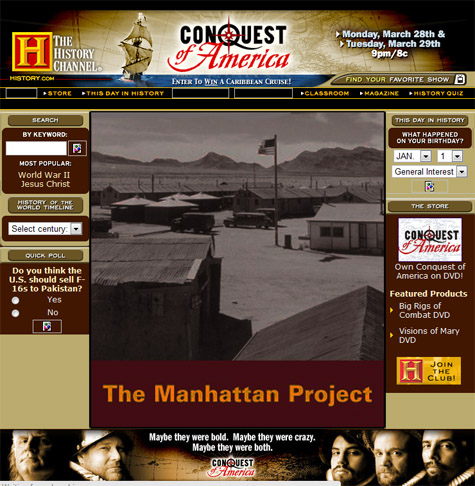 THE
HISTORY
CHANNEL.
HISTORY.COM
CONQUEST
of AMERICA
ENTER TO WIN A CARIBBEAN CRUISE!
Monday, March 28th &
Tuesday, March 29th
9pm/8c
FIND YOUR FAVORITE SHOW
STORE
THIS DAY IN HISTORY
CLASSROOM
MAGAZINE
HISTORY QUIZ
SEARCH
BY KEYWORD:
MOST POPULAR:
World War II
Jesus Christ
HISTORY OF THE
WORLD TIMELINE
Select century:
QUICK POLL
Do you think the
U.S. should sell F-
16s to Pakistan?
Yes
No
The Manhattan Project
THIS DAY IN HISTORY
WHAT HAPPENED
ON YOUR BIRTHDAY?
JAN.
1
General Interest
THE STORE
CONQUEST
of AMERICA
Own Conquest of
America on DVD!
Featured Products
Big Rigs of
Combat DVD
Visions of Mary
DVD
JOIN
THE CLUB!
Maybe they were bold. Maybe they were crazy.
Maybe they were both.
CONQUEST
of AMERICA